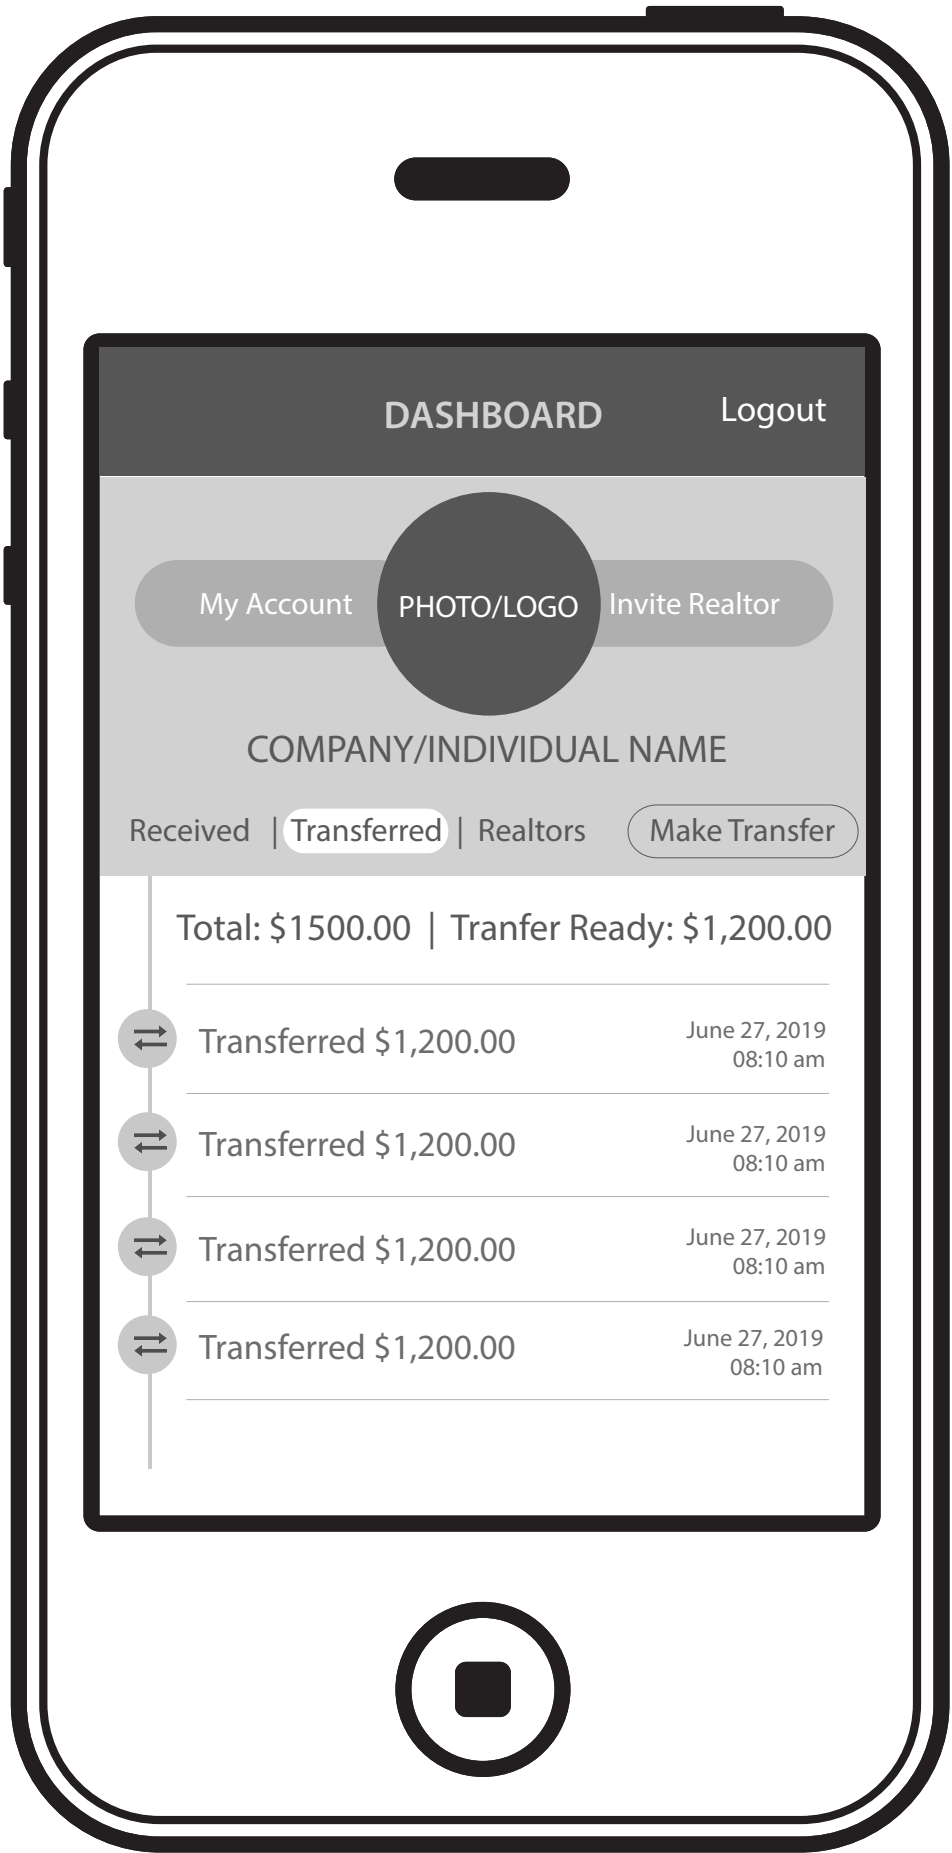 DASHBOARD Logout
My Account PHOTO/LOGO Invite Realtor
COMPANY/INDIVIDUAL NAME
Received | Transferred | Realtors Make Transfer
Total: $1500.00 | Tranfer Ready: $1,200.00
Transferred $1,200.00 June 27, 2019
08:10 am
Transferred $1,200.00 June 27, 2019
08:10 am
Transferred $1,200.00 June 27, 2019
08:10 am
Transferred $1,200.00 June 27, 2019
08:10 am